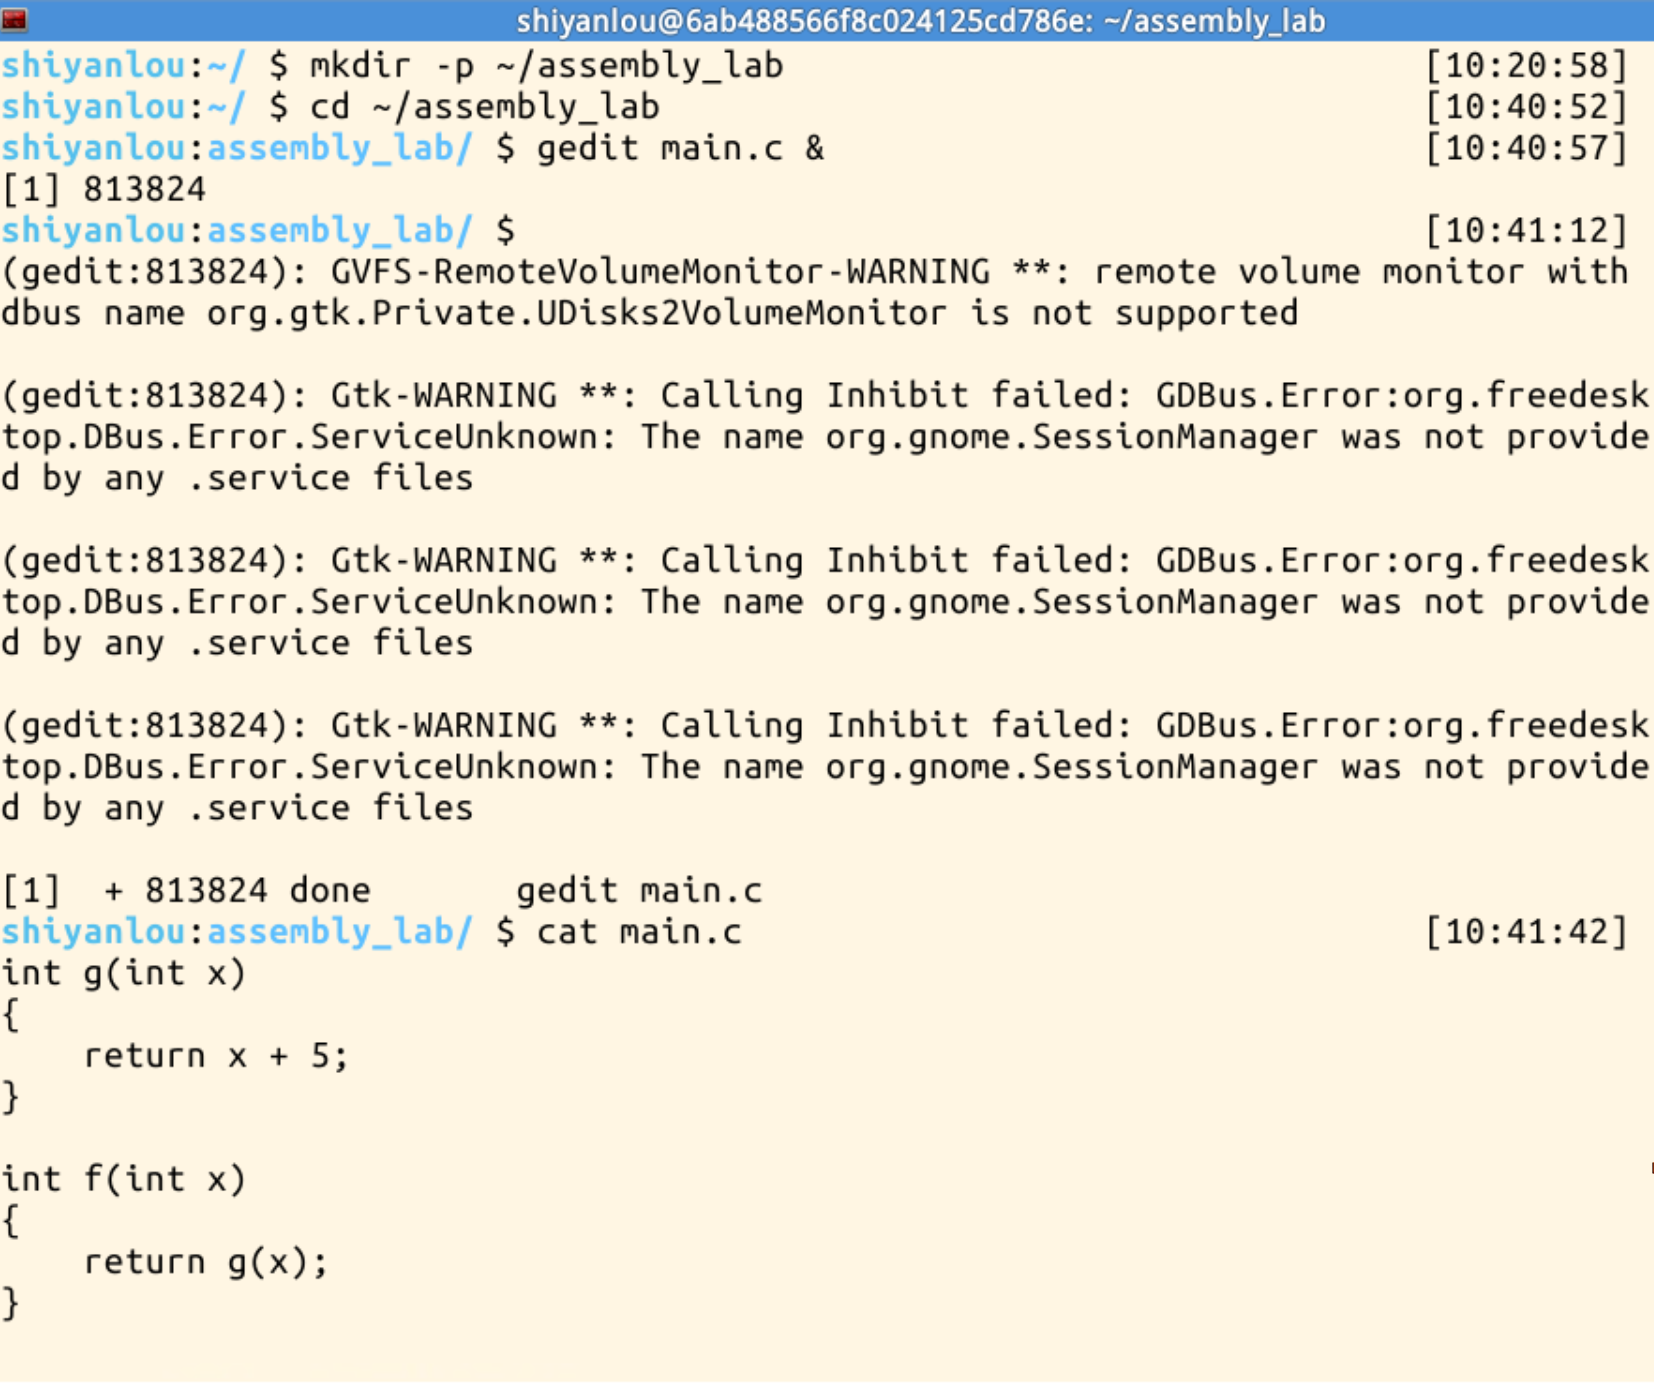 shiyanlou@6ab488566f8c024125cd786e: ~/assembly_lab
shiyanlou:~/ $ mkdir -p ~/assembly_lab [10:20:58]
shiyanlou:~/ $ cd ~/assembly_lab [10:40:52]
shiyanlou:assembly_lab/ $ gedit main.c & [10:40:57]
[1] 813824
shiyanlou:assembly_lab/ $ [10:41:12]
(gedit:813824): GVFS-RemoteVolumeMonitor-WARNING **: remote volume monitor with
dbus name org.gtk.Private.UDisks2VolumeMonitor is not supported

(gedit:813824): Gtk-WARNING **: Calling Inhibit failed: GDBus.Error:org.freedesk
top.DBus.Error.ServiceUnknown: The name org.gnome.SessionManager was not provide
d by any .service files

(gedit:813824): Gtk-WARNING **: Calling Inhibit failed: GDBus.Error:org.freedesk
top.DBus.Error.ServiceUnknown: The name org.gnome.SessionManager was not provide
d by any .service files

(gedit:813824): Gtk-WARNING **: Calling Inhibit failed: GDBus.Error:org.freedesk
top.DBus.Error.ServiceUnknown: The name org.gnome.SessionManager was not provide
d by any .service files

[1]  + 813824 done       gedit main.c
shiyanlou:assembly_lab/ $ cat main.c [10:41:42]
int g(int x)
{
    return x + 5;
}

int f(int x)
{
    return g(x);
}